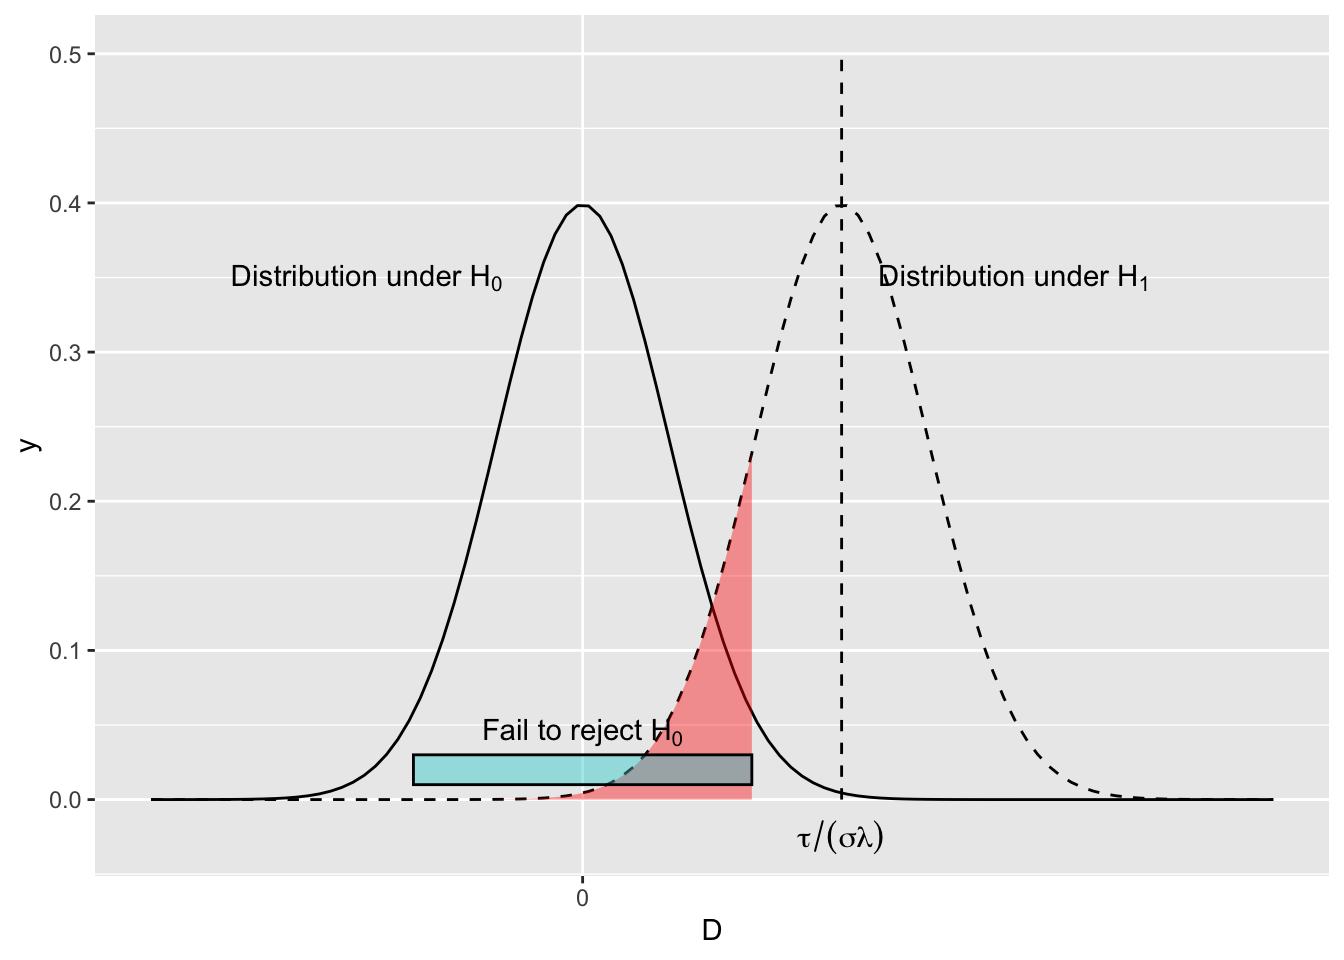 0.5
0.4
Distribution under H₀
Distribution under H₁
0.3
y
0.2
0.1
Fail to reject H₀
0.0
τ/(σλ)
0
D